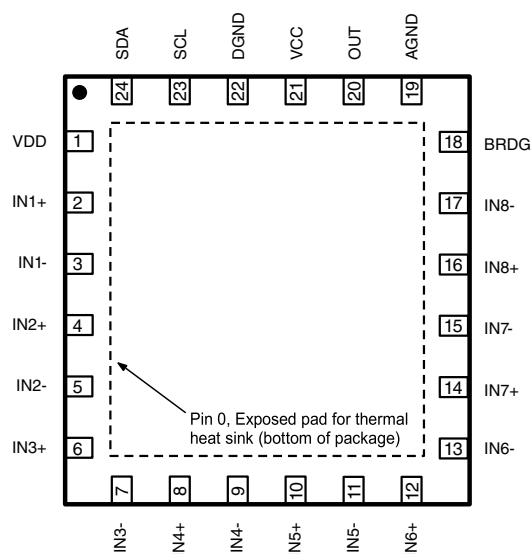 SDA
SCL
DGND
VCC
OUT
AGND
24
23
22
21
20
19
VDD
1
18
BRDG
IN1+
2
17
IN8-
IN1-
3
16
IN8+
IN2+
4
15
IN7-
IN2-
5
14
IN7+
IN3+
6
13
IN6-
Pin 0, Exposed pad for thermal
heat sink (bottom of package)
7
8
9
10
11
12
IN3-
N4+
IN4-
N5+
IN5-
N6+